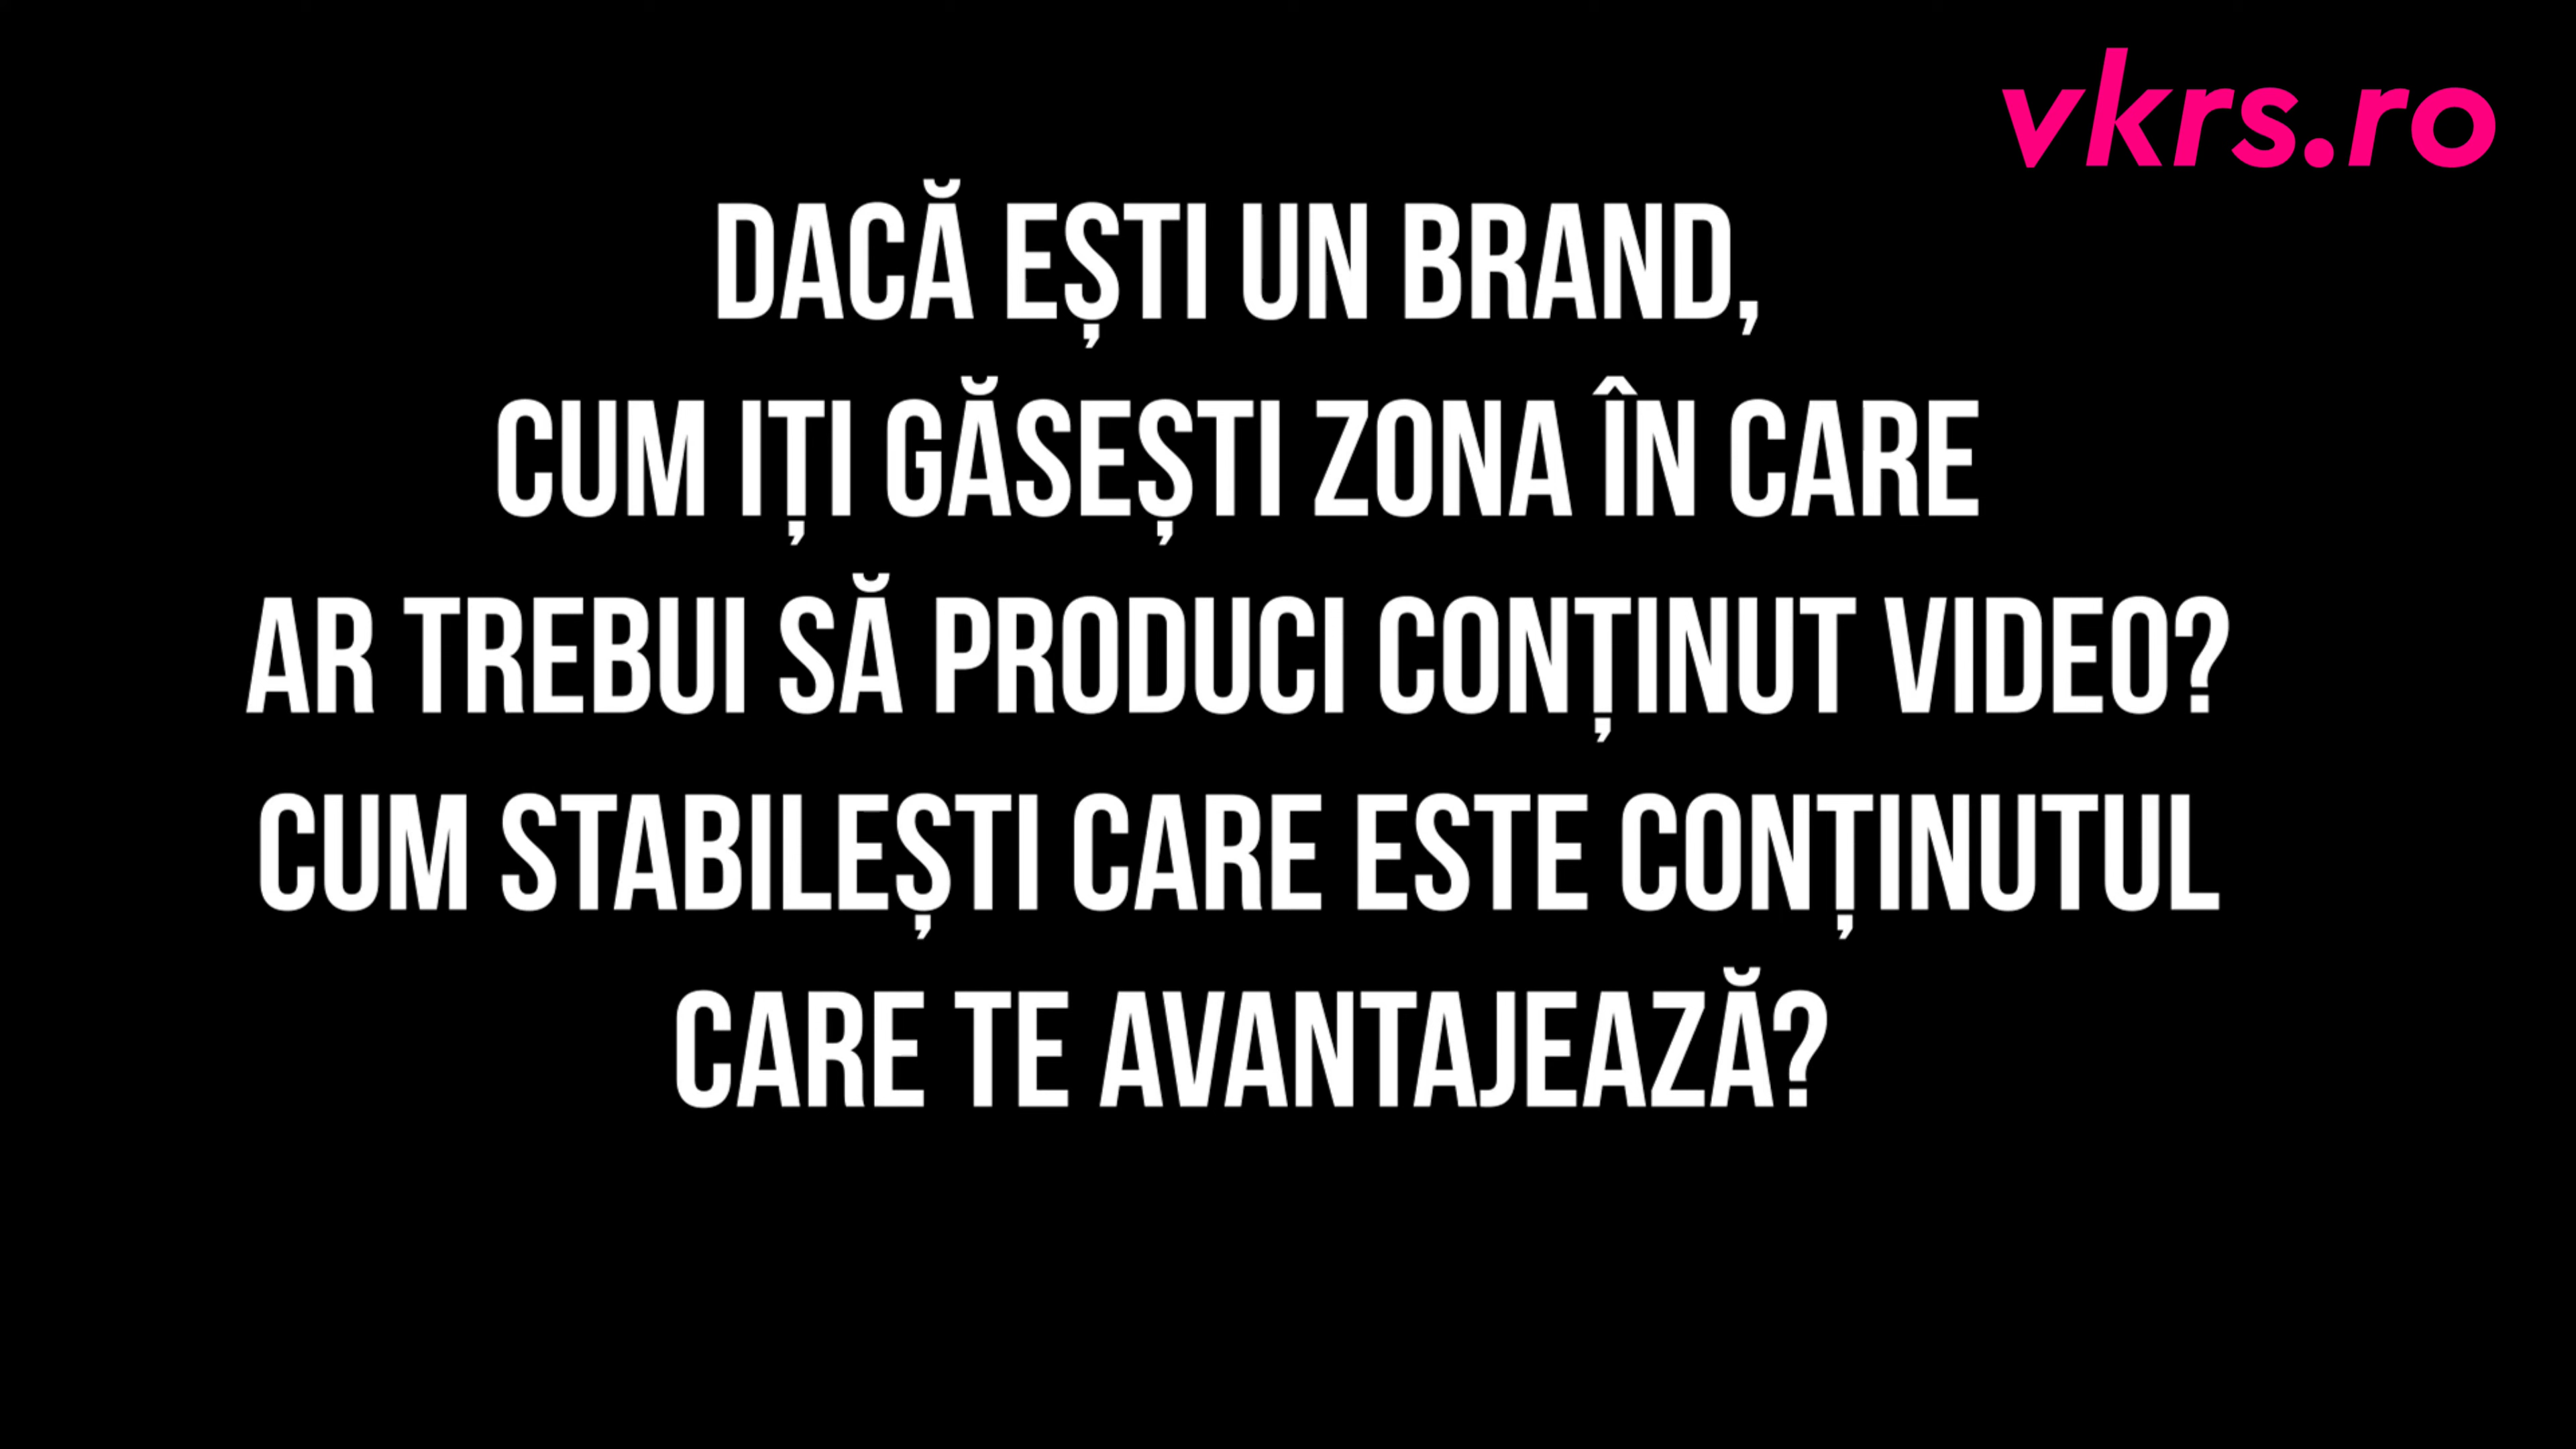 vkrs.ro
DACĂ EȘTI UN BRAND,
CUM IȚI GĂSEȘTI ZONA ÎN CARE
AR TREBUI SĂ PRODUCI CONȚINUT VIDEO?
CUM STABILEȘTI CARE ESTE CONȚINUTUL
CARE TE AVANTAJEAZĂ?